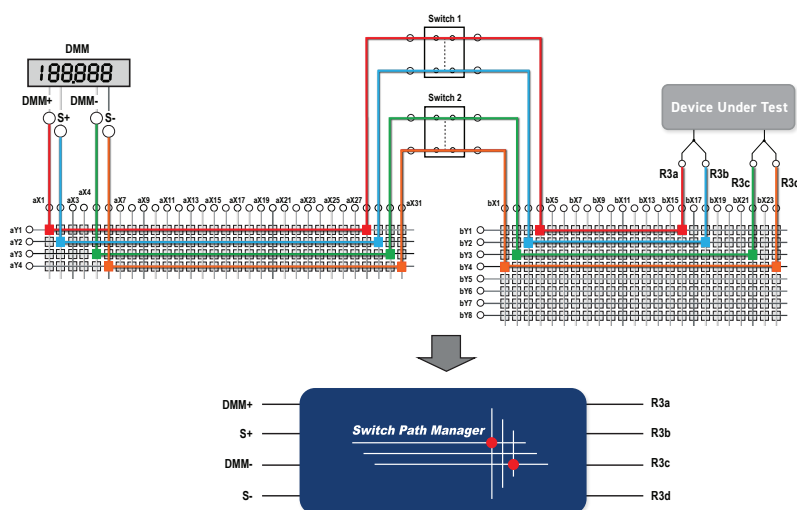 Switch 1
DMM
188.888
DMM+
S+
DMM-
S-
Switch 2
Device Under Test
R3a
R3b
R3c
R3d
aX1
aX3
aX4
aX7
aX9
aX11
aX13
aX15
aX17
aX19
aX21
aX23
aX25
aX27
aX31
bX1
bX5
bX7
bX9
bX11
bX13
bX15
bX17
bX19
bX21
bX23
aY1
aY2
aY3
aY4
bY1
bY2
bY3
bY4
bY5
bY6
bY7
bY8
DMM+
S+
DMM-
S-
Switch Path Manager
R3a
R3b
R3c
R3d